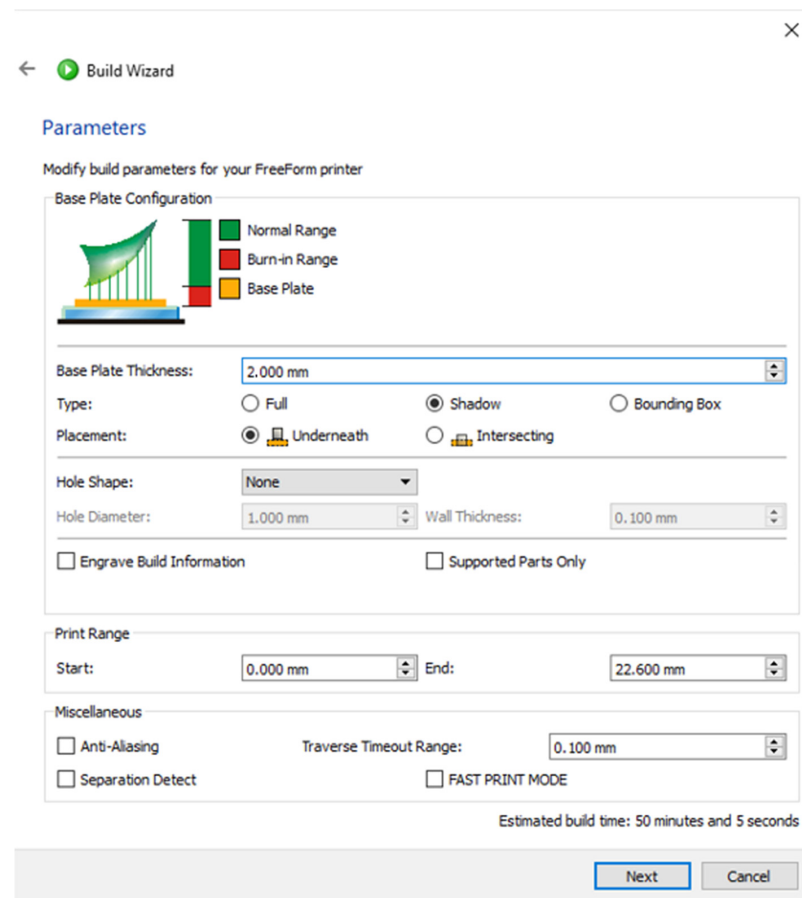 Build Wizard
Parameters
Modify build parameters for your FreeForm printer
Base Plate Configuration
Normal Range
Burn-in Range
Base Plate
Base Plate Thickness: 2.000 mm
Type: Full Shadow Bounding Box
Placement: Underneath Intersecting
Hole Shape: None
Hole Diameter: 1.000 mm Wall Thickness: 0.100 mm
Engrave Build Information Supported Parts Only
Print Range
Start: 0.000 mm End: 22.600 mm
Miscellaneous
Anti-Aliasing Traverse Timeout Range: 0.100 mm
Separation Detect FAST PRINT MODE
Estimated build time: 50 minutes and 5 seconds
Next Cancel